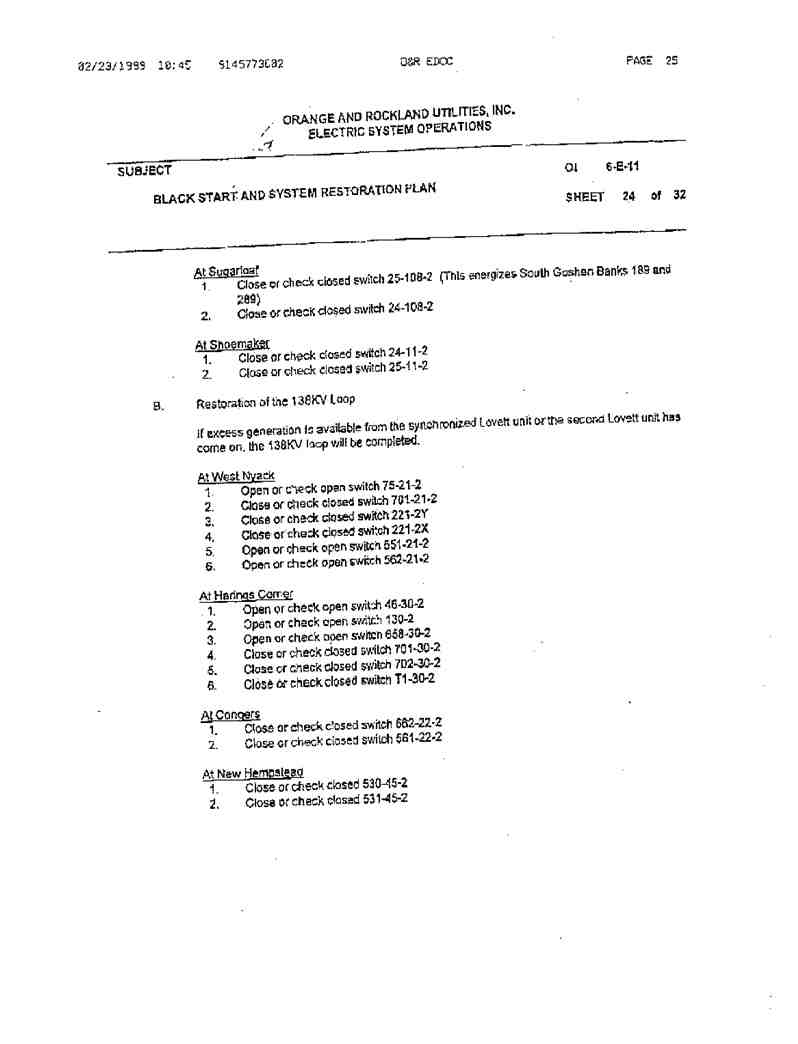 02/23/1999 10:45 9145773002 O&R EDOC PAGE 25
ORANGE AND ROCKLAND UTILITIES, INC.
ELECTRIC SYSTEM OPERATIONS
SUBJECT OI 6-E-11
BLACK START AND SYSTEM RESTORATION PLAN SHEET 24 of 32
At Sugarloaf
1. Close or check closed switch 25-108-2 (This energizes South Goshen Banks 189 and
289)
2. Close or check closed switch 24-108-2
At Shoemaker
1. Close or check closed switch 24-11-2
2. Close or check closed switch 25-11-2
B. Restoration of the 138KV Loop
If excess generation is available from the synchronized Lovett unit or the second Lovett unit has
come on, the 138KV loop will be completed.
At West Nyack
1. Open or check open switch 75-21-2
2. Close or check closed switch 701-21-2
3. Close or check closed switch 221-2Y
4. Close or check closed switch 221-2X
5. Open or check open switch 551-21-2
6. Open or check open switch 562-21-2
At Harings Corner
1. Open or check open switch 46-30-2
2. Open or check open switch 130-2
3. Open or check open switch 658-30-2
4. Close or check closed switch 701-30-2
5. Close or check closed switch 702-30-2
6. Close or check closed switch T1-30-2
At Congers
1. Close or check closed switch 662-22-2
2. Close or check closed switch 561-22-2
At New Hempstead
1. Close or check closed 530-45-2
2. Close or check closed 531-45-2